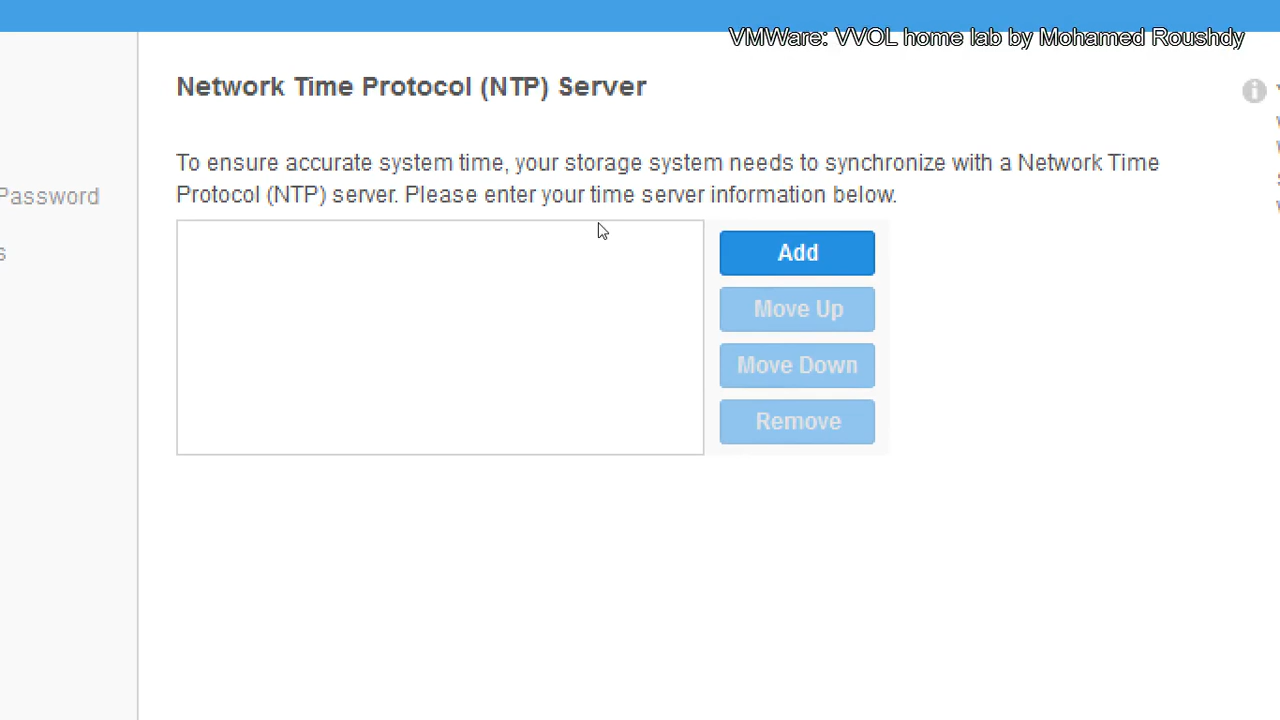 VMWare: VVOL home lab by Mohamed Roushdy
Network Time Protocol (NTP) Server
To ensure accurate system time, your storage system needs to synchronize with a Network Time
Protocol (NTP) server. Please enter your time server information below.
Password
s
Add
Move Up
Move Down
Remove